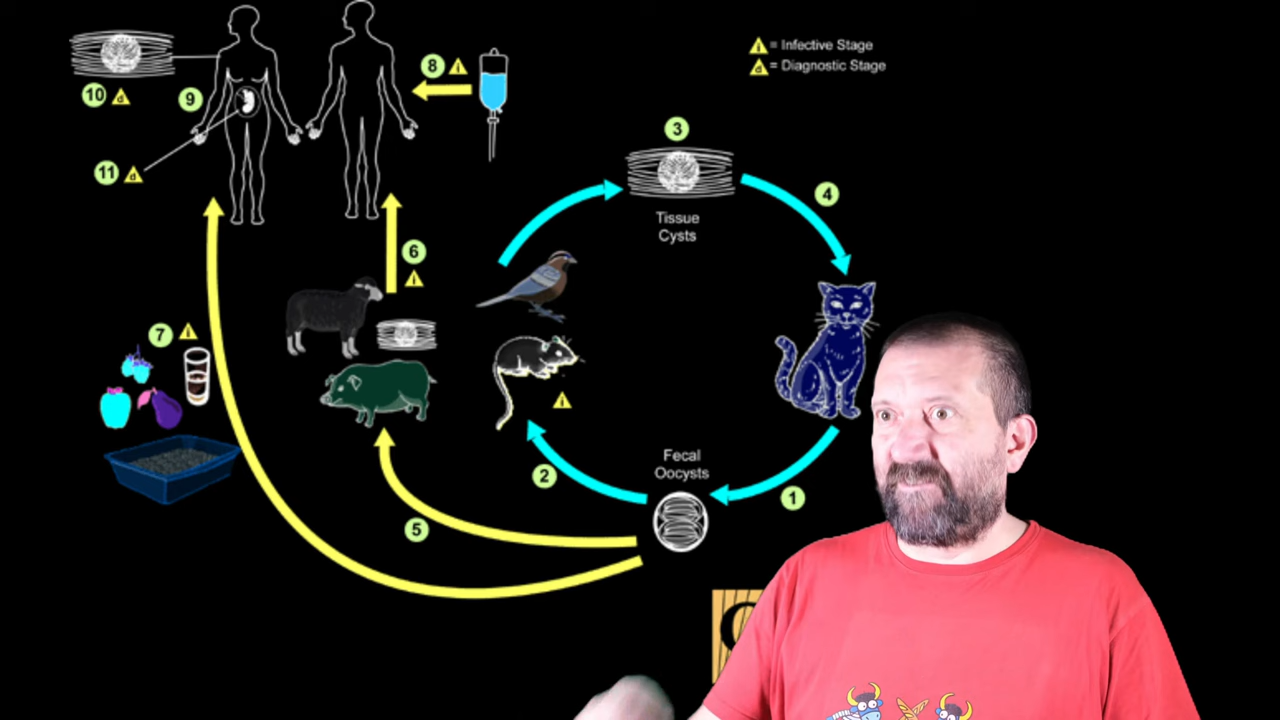 i = Infective Stage
d = Diagnostic Stage
8 i
10 d
9
3
11 d
4
Tissue
Cysts
6
i
7 i
i
Fecal
Oocysts
2
1
5